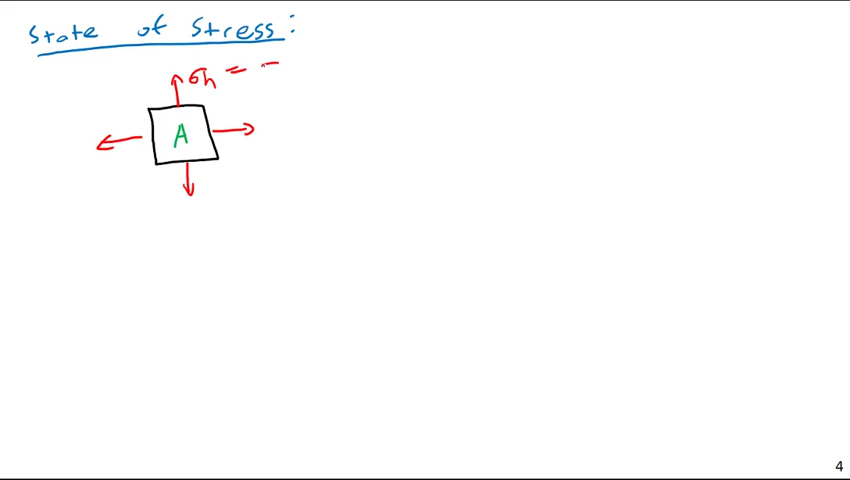 State of Stress:
σh = -
A
4